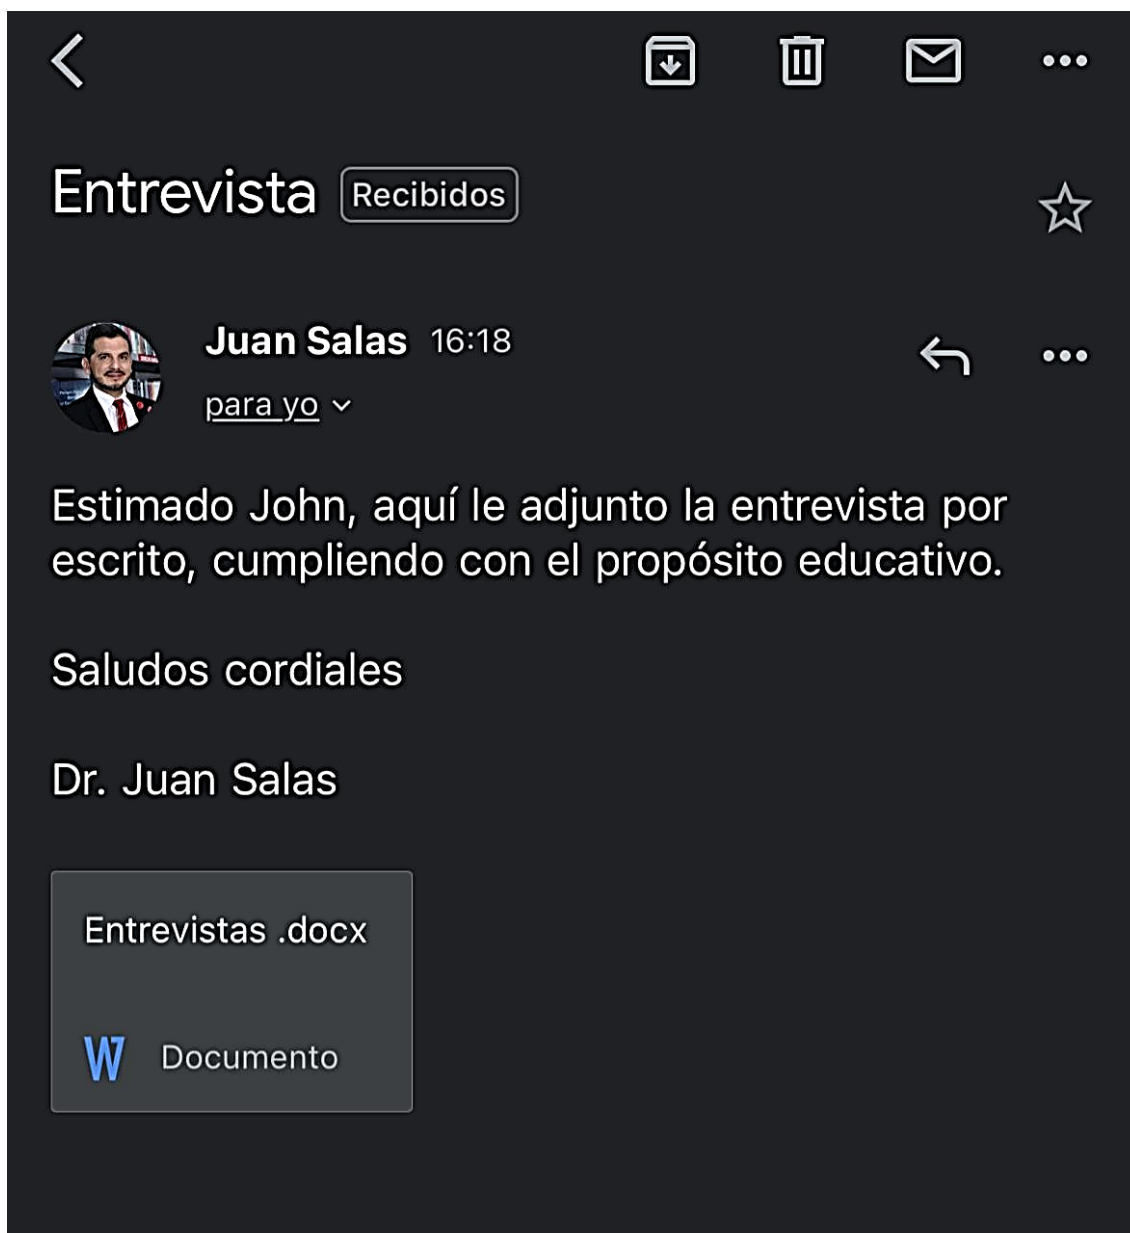 Entrevista Recibidos
Juan Salas 16:18
para yo
Estimado John, aquí le adjunto la entrevista por
escrito, cumpliendo con el propósito educativo.
Saludos cordiales
Dr. Juan Salas
Entrevistas .docx
W Documento